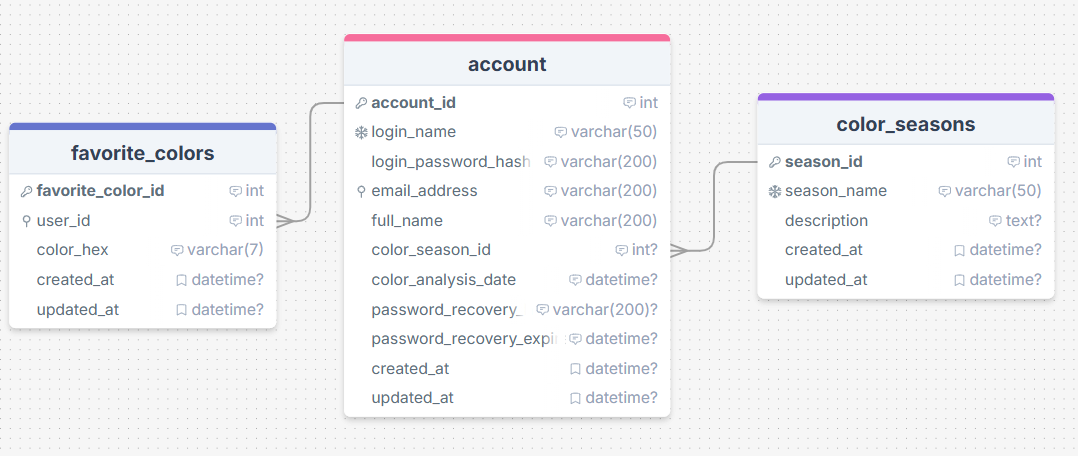 favorite_colors
favorite_color_id int
user_id int
color_hex varchar(7)
created_at datetime?
updated_at datetime?
account
account_id int
login_name varchar(50)
login_password_hash varchar(200)
email_address varchar(200)
full_name varchar(200)
color_season_id int?
color_analysis_date datetime?
password_recovery_ varchar(200)?
password_recovery_expi datetime?
created_at datetime?
updated_at datetime?
color_seasons
season_id int
season_name varchar(50)
description text?
created_at datetime?
updated_at datetime?